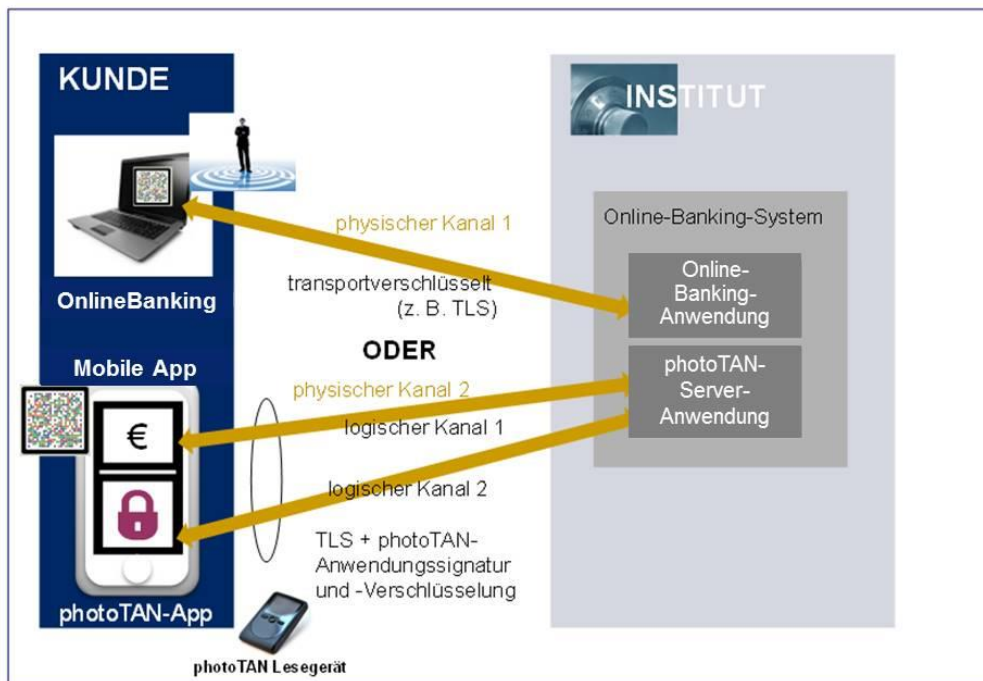 KUNDE
INSTITUT
OnlineBanking
physischer Kanal 1
transportverschlüsselt
(z. B. TLS)
ODER
Online-Banking-System
Online-
Banking-
Anwendung
photoTAN-
Server-
Anwendung
Mobile App
€
physischer Kanal 2
logischer Kanal 1
logischer Kanal 2
TLS + photoTAN-
Anwendungssignatur
und -Verschlüsselung
photoTAN-App
photoTAN Lesegerät